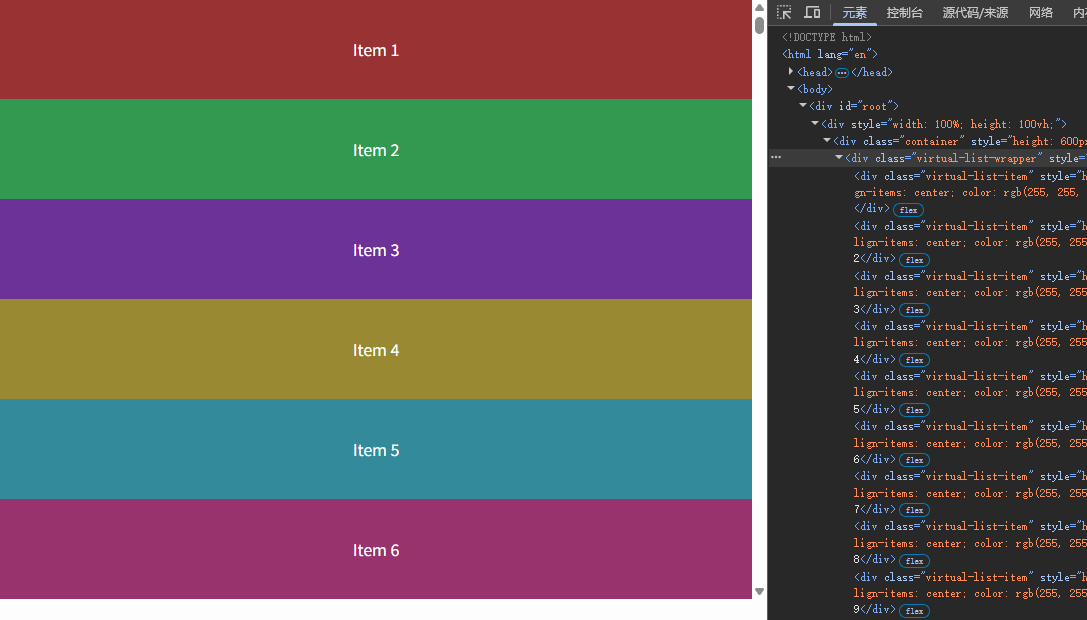 Item 1
Item 2
Item 3
Item 4
Item 5
Item 6
元素 控制台 源代码/来源 网络
<!DOCTYPE html>
<html lang="en">
<head>⋯</head>
<body>
<div id="root">
<div style="width: 100%; height: 100vh;">
<div class="container" style="height: 600px
⋯ <div class="virtual-list-wrapper" style=
<div class="virtual-list-item" style="h
gn-items: center; color: rgb(255, 255,
</div> flex
<div class="virtual-list-item" style="h
lign-items: center; color: rgb(255, 255
2</div> flex
<div class="virtual-list-item" style="h
lign-items: center; color: rgb(255, 255
3</div> flex
<div class="virtual-list-item" style="h
lign-items: center; color: rgb(255, 255
4</div> flex
<div class="virtual-list-item" style="h
lign-items: center; color: rgb(255, 255
5</div> flex
<div class="virtual-list-item" style="h
lign-items: center; color: rgb(255, 255
6</div> flex
<div class="virtual-list-item" style="h
lign-items: center; color: rgb(255, 255
7</div> flex
<div class="virtual-list-item" style="h
lign-items: center; color: rgb(255, 255
8</div> flex
<div class="virtual-list-item" style="h
lign-items: center; color: rgb(255, 255
9</div> flex